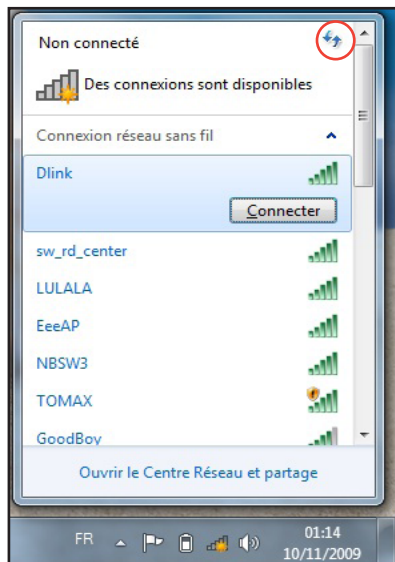 Non connecté
Des connexions sont disponibles
Connexion réseau sans fil
Dlink
Connecter
sw_rd_center
LULALA
EeeAP
NBSW3
TOMAX
GoodBoy
Ouvrir le Centre Réseau et partage
FR
01:14
10/11/2009